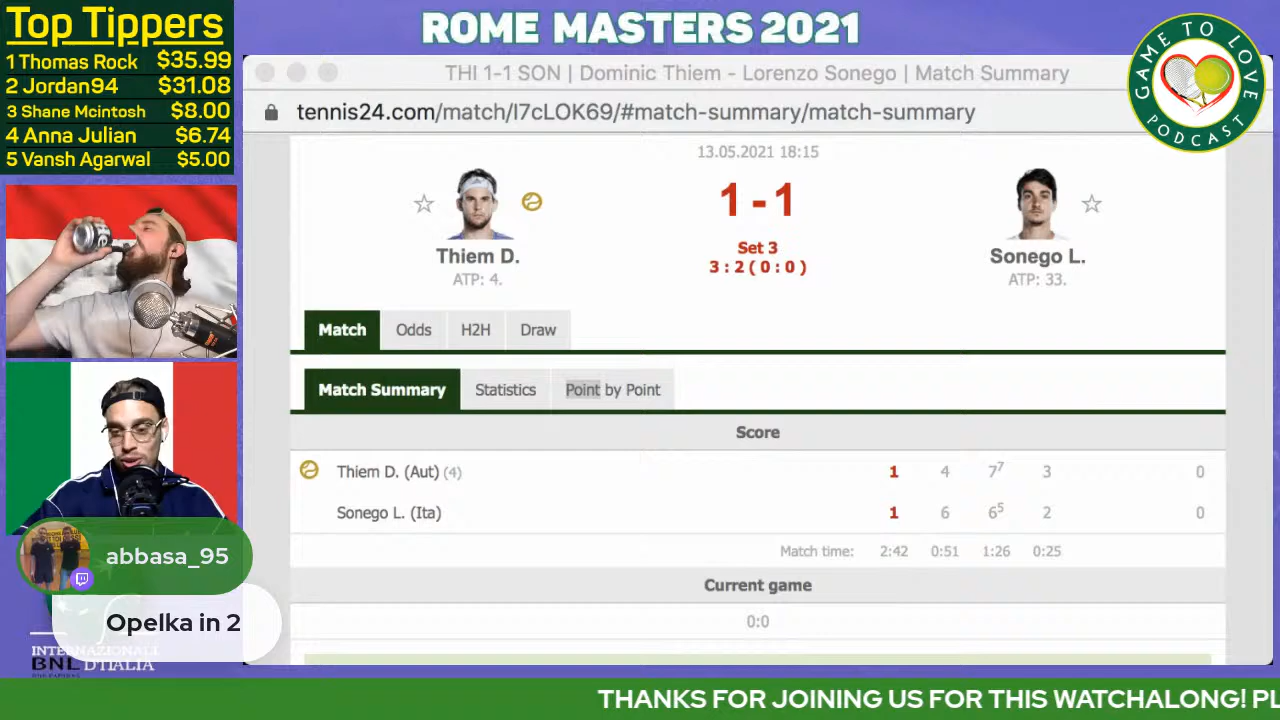 Top Tippers
1 Thomas Rock $35.99
2 Jordan94 $31.08
3 Shane Mcintosh $8.00
4 Anna Julian $6.74
5 Vansh Agarwal $5.00
ROME MASTERS 2021
GAME TO LOVE
PODCAST
THI 1-1 SON | Dominic Thiem - Lorenzo Sonego | Match Summary
tennis24.com/match/I7cLOK69/#match-summary/match-summary
13.05.2021 18:15
1 - 1
Set 3
3 : 2 ( 0 : 0 )
Thiem D.
ATP: 4.
Sonego L.
ATP: 33.
Match Odds H2H Draw
Match Summary Statistics Point by Point
Score
Thiem D. (Aut) (4) 1 4 7⁷ 3 0
Sonego L. (Ita) 1 6 6⁵ 2 0
Match time: 2:42 0:51 1:26 0:25
Current game
0:0
abbasa_95
Opelka in 2
INTERNAZIONALI
BNL D'ITALIA
THANKS FOR JOINING US FOR THIS WATCHALONG! PL